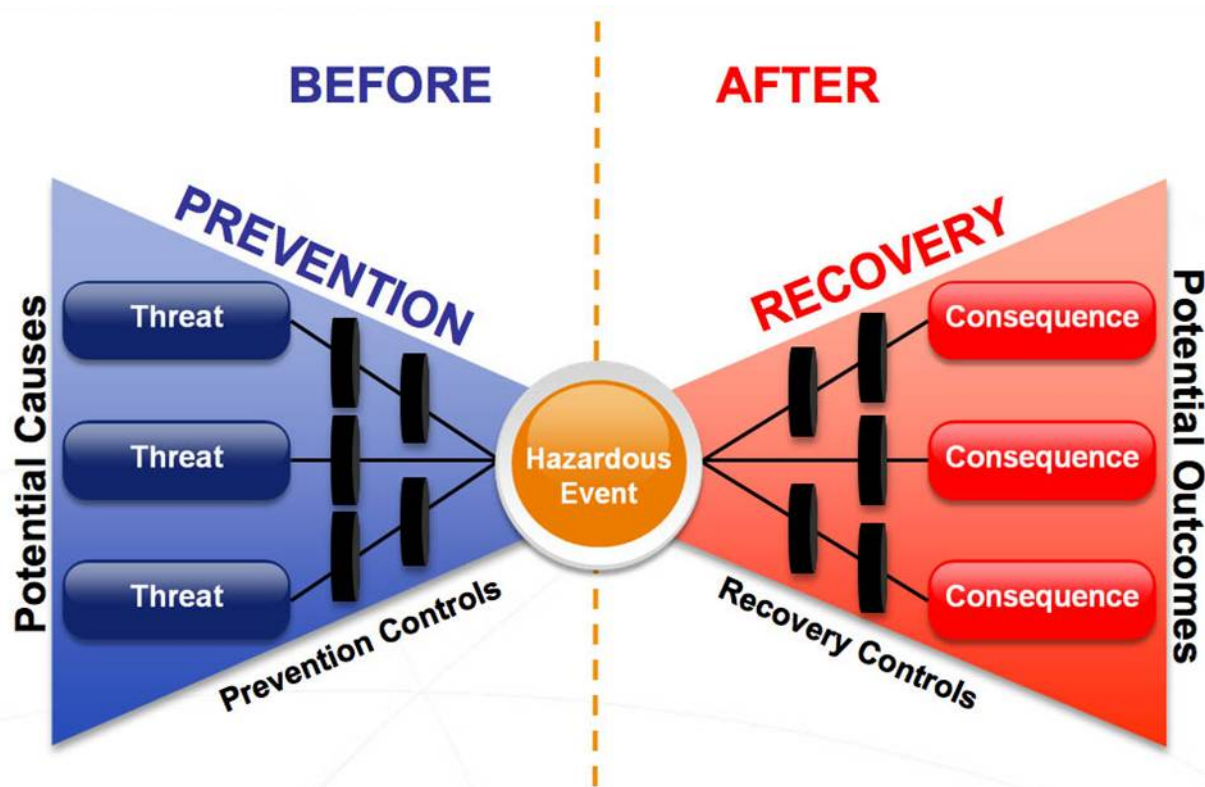 BEFORE
AFTER
PREVENTION
RECOVERY
Potential Causes
Threat
Threat
Threat
Prevention Controls
Hazardous
Event
Consequence
Consequence
Consequence
Recovery Controls
Potential Outcomes